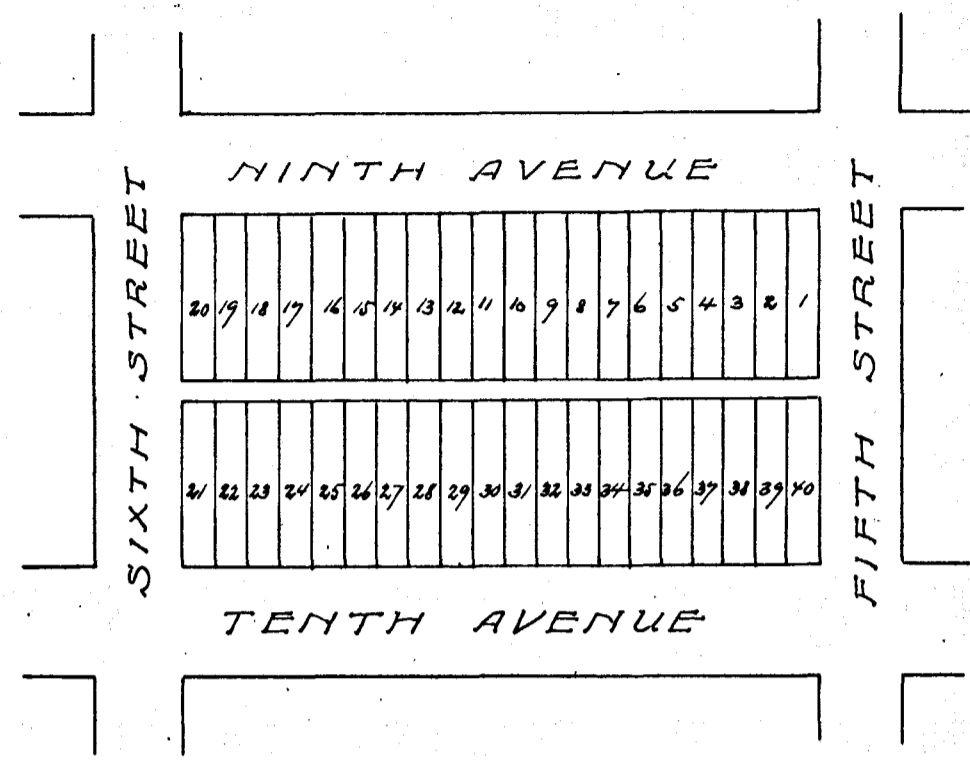 NINTH AVENUE
SIXTH STREET
FIFTH STREET
20 19 18 17 16 15 14 13 12 11 10 9 8 7 6 5 4 3 2 1
21 22 23 24 25 26 27 28 29 30 31 32 33 34 35 36 37 38 39 40
TENTH AVENUE